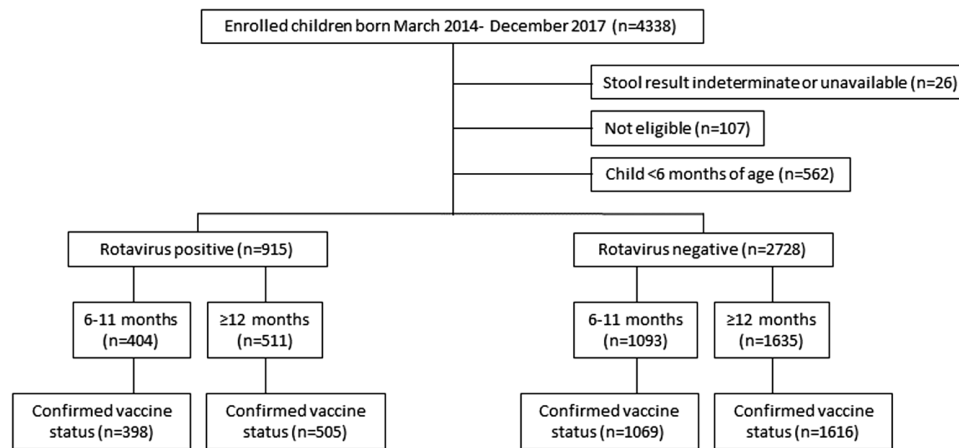 Enrolled children born March 2014- December 2017 (n=4338)
Stool result indeterminate or unavailable (n=26)
Not eligible (n=107)
Child <6 months of age (n=562)
Rotavirus positive (n=915)
Rotavirus negative (n=2728)
6-11 months
(n=404)
≥12 months
(n=511)
6-11 months
(n=1093)
≥12 months
(n=1635)
Confirmed vaccine
status (n=398)
Confirmed vaccine
status (n=505)
Confirmed vaccine
status (n=1069)
Confirmed vaccine
status (n=1616)